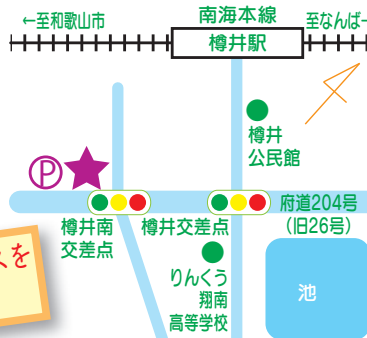 ←至和歌山市
南海本線
至なんば
樽井駅
樽井
公民館
P
樽井南
交差点
樽井交差点
府道204号
(旧26号)
りんくう
翔南
高等学校
池
を